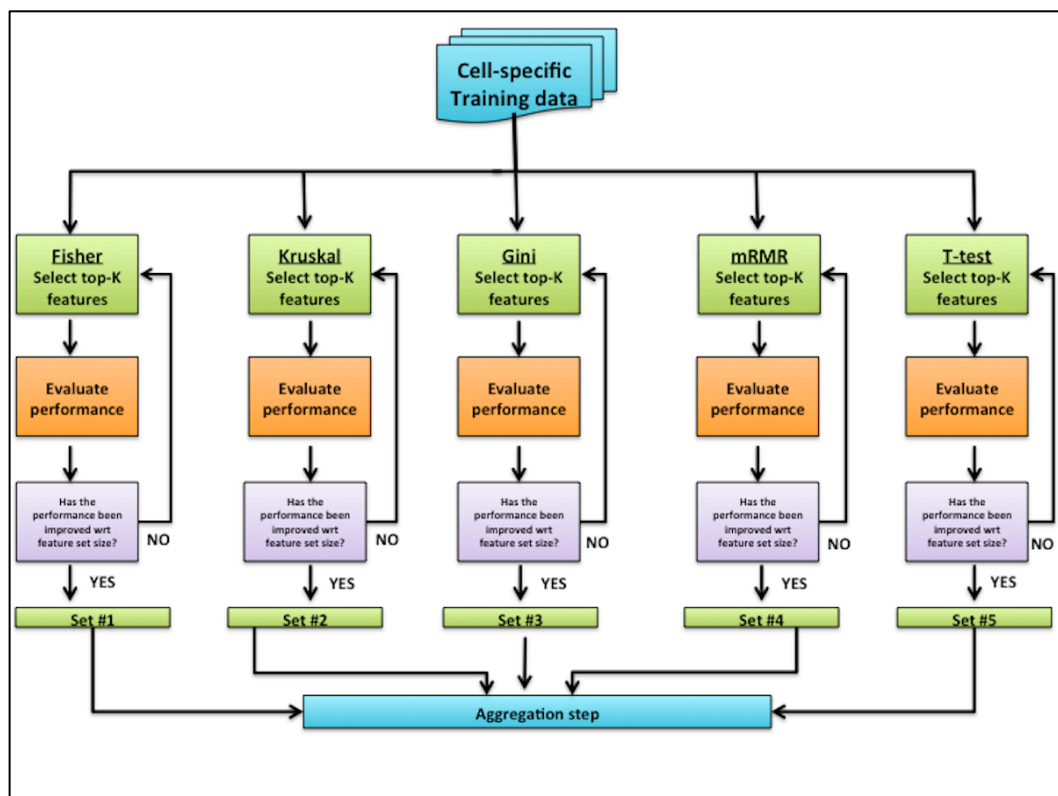 Cell-specific
Training data
Fisher
Select top-K
features
Kruskal
Select top-K
features
Gini
Select top-K
features
mRMR
Select top-K
features
T-test
Select top-K
features
Evaluate
performance
Evaluate
performance
Evaluate
performance
Evaluate
performance
Evaluate
performance
Has the
performance been
improved wrt
feature set size?
NO
Has the
performance been
improved wrt
feature set size?
NO
Has the
performance been
improved wrt
feature set size?
NO
Has the
performance been
improved wrt
feature set size?
NO
Has the
performance been
improved wrt
feature set size?
NO
YES
YES
YES
YES
YES
Set #1
Set #2
Set #3
Set #4
Set #5
Aggregation step